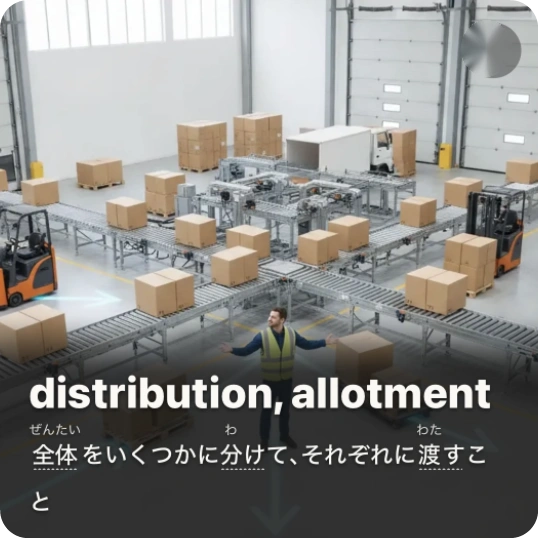 distribution, allotment
ぜんたい わ わた
全体をいくつかに分けて、それぞれに渡すこ
と